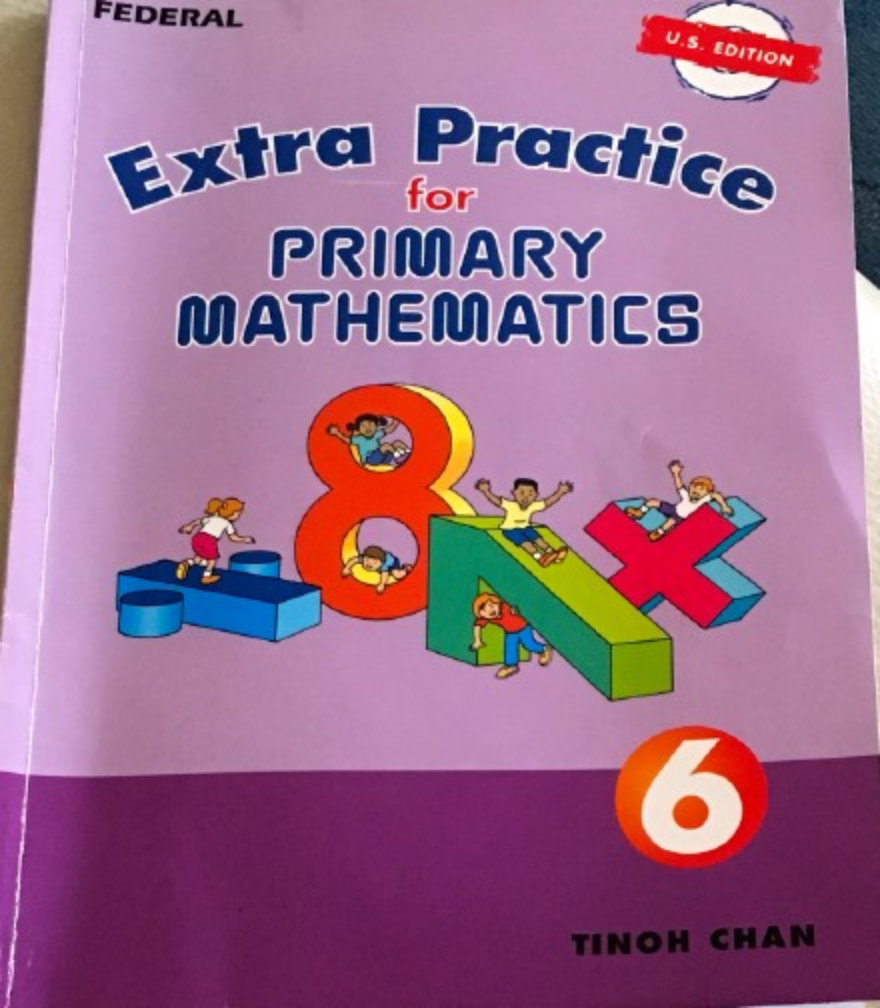 FEDERAL
U.S. EDITION
Extra Practice
for
PRIMARY
MATHEMATICS
6
TINOH CHAN